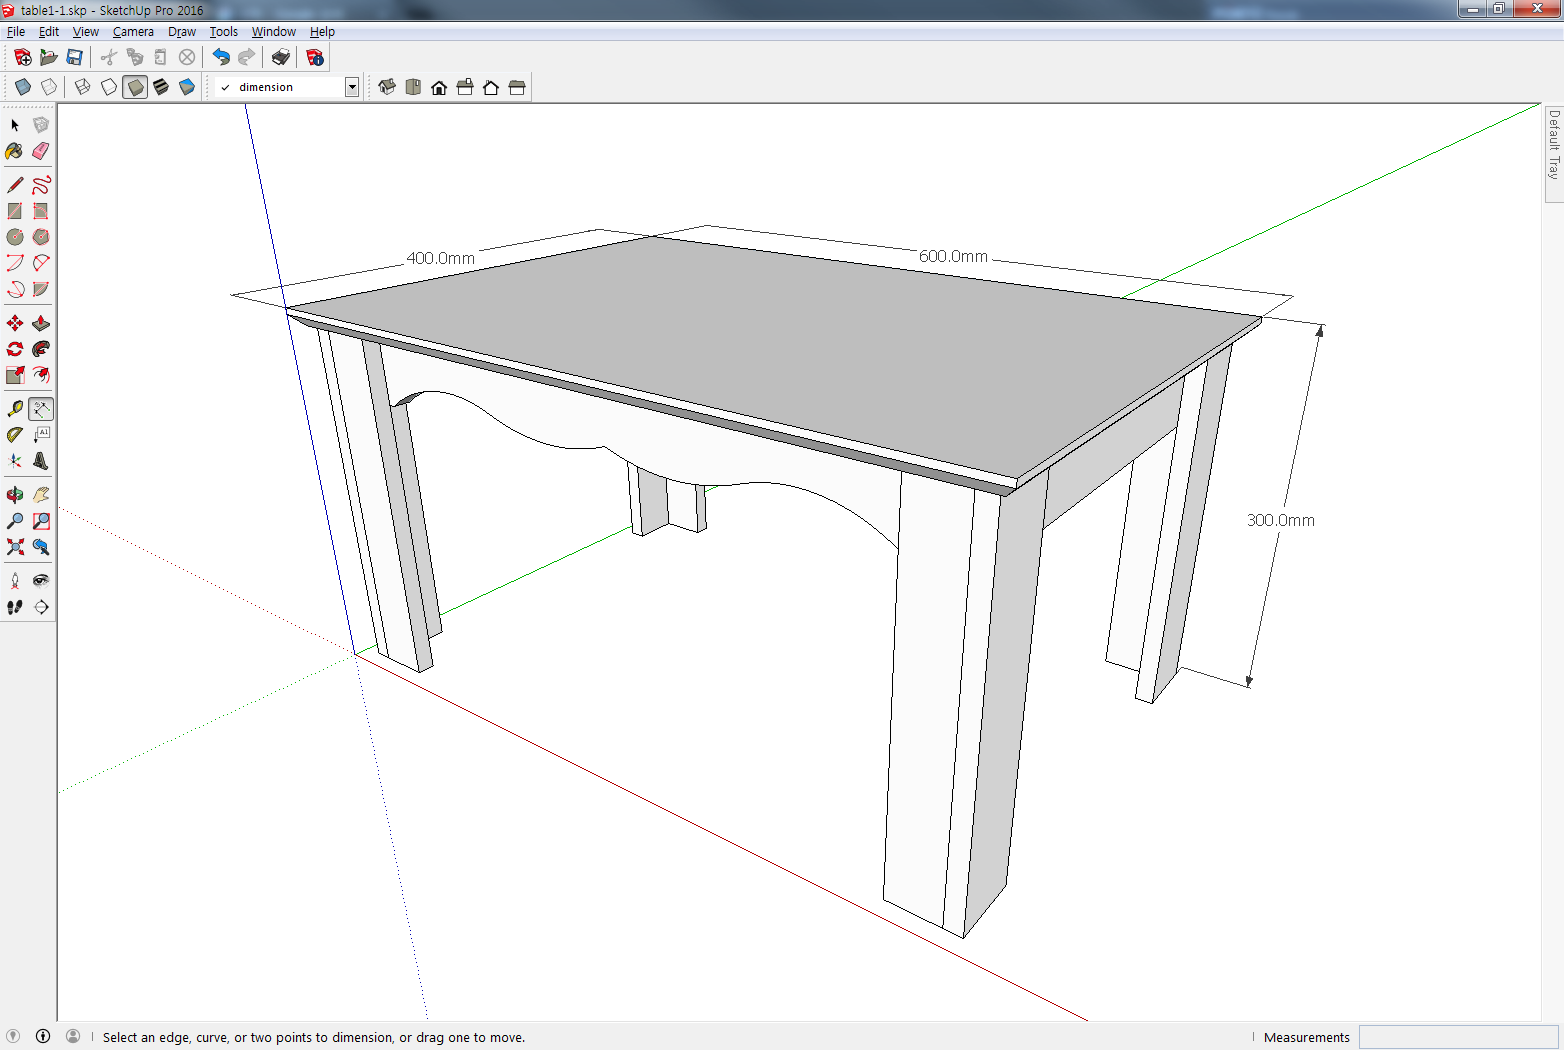 table1-1.skp - SketchUp Pro 2016
File Edit View Camera Draw Tools Window Help
dimension
Default Tray
400.0mm
600.0mm
300.0mm
A1
Select an edge, curve, or two points to dimension, or drag one to move.
Measurements